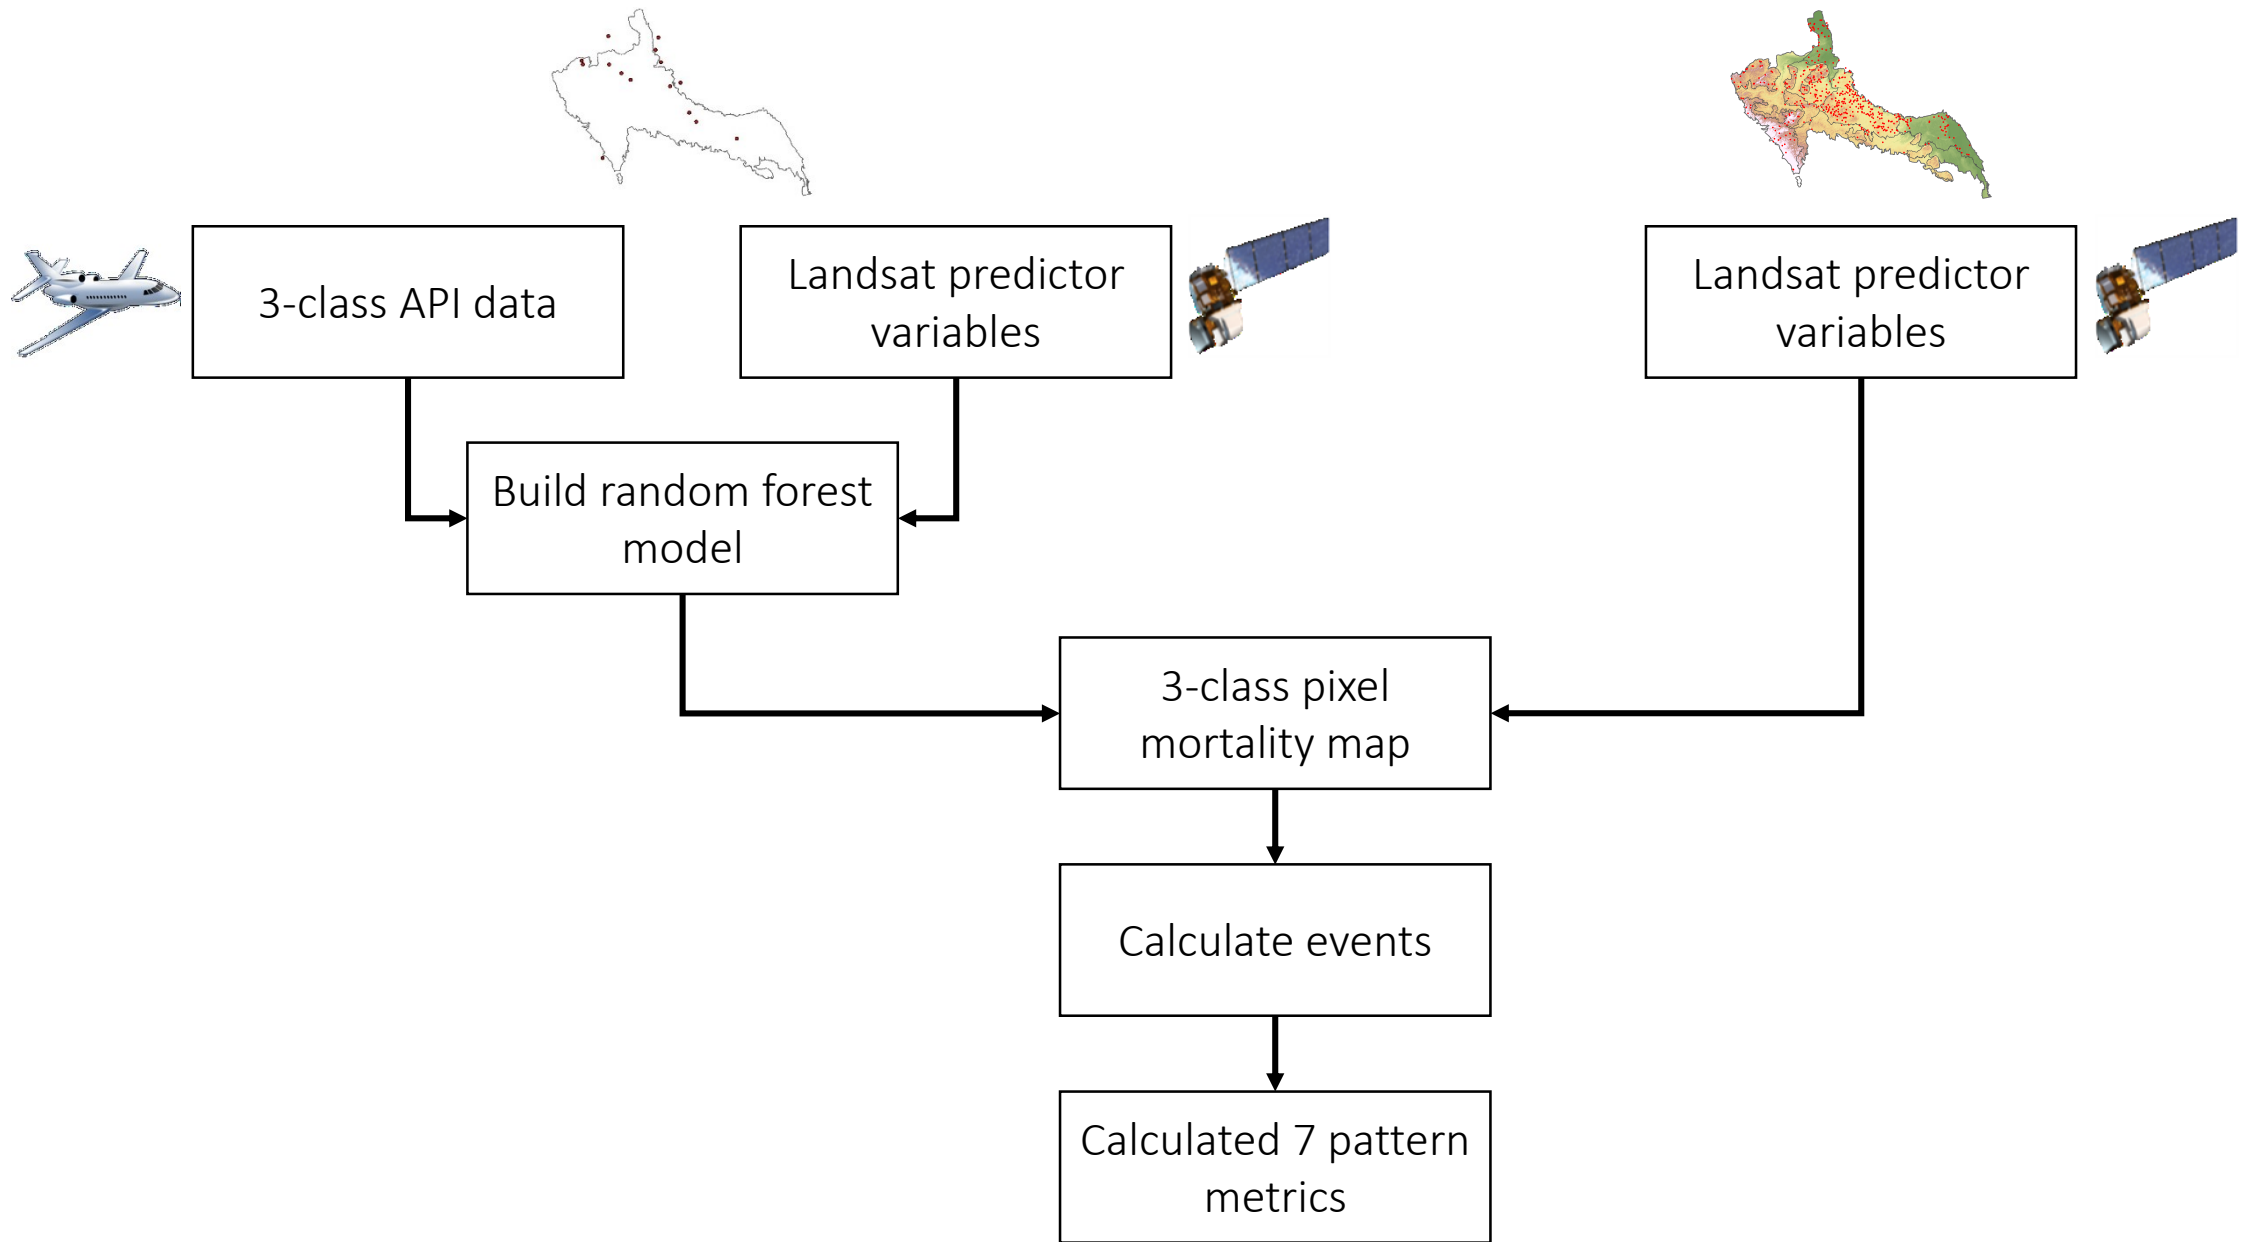 3-class API data
Landsat predictor
variables
Landsat predictor
variables
Build random forest
model
3-class pixel
mortality map
Calculate events
Calculated 7 pattern
metrics